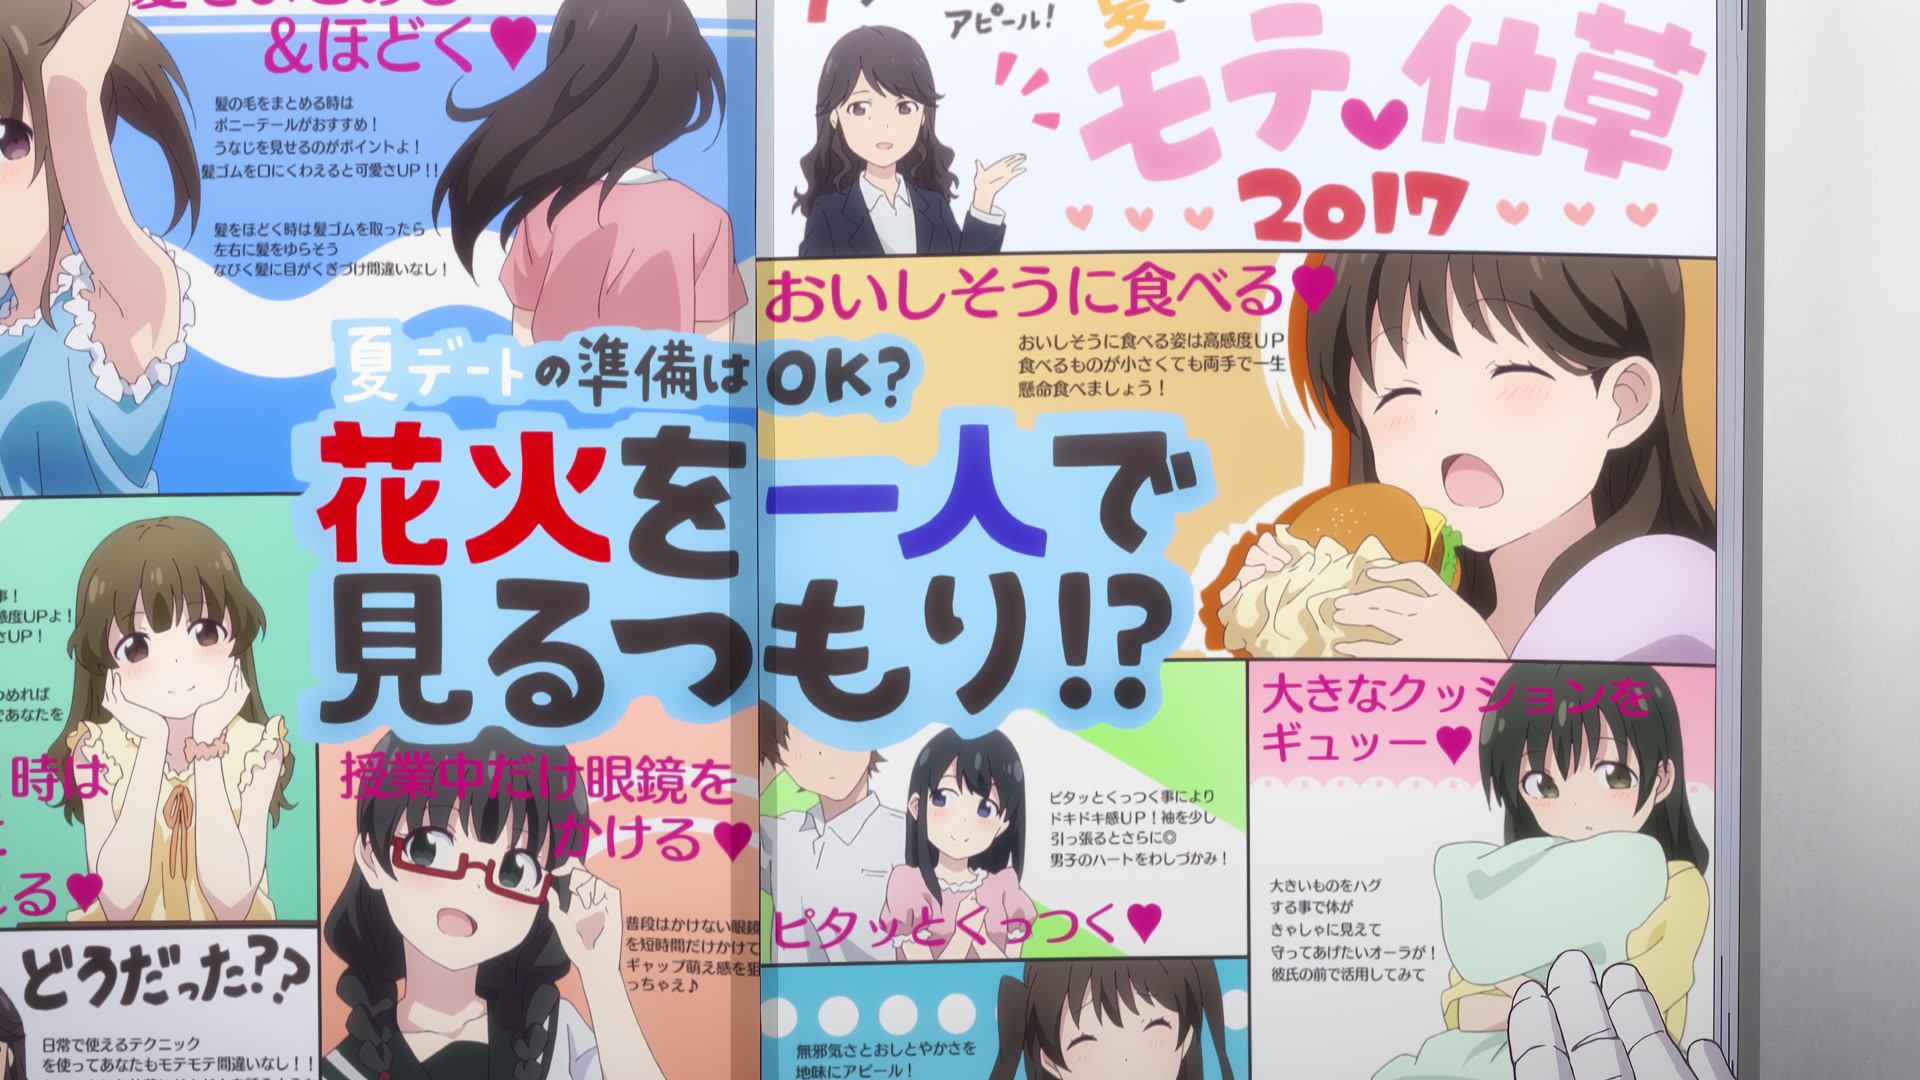 &ほどく♥
髪の毛をまとめる時は
ポニーテールがおすすめ！
うなじを見せるのがポイントよ！
髪ゴムを口にくわえると可愛さUP！！
髪をほどく時は髪ゴムを取ったら
左右に髪をゆらそう
なびく髪に目がくぎづけ間違いなし！
アピール！
夏の
モテ♥仕草
2017
おいしそうに食べる♥
おいしそうに食べる姿は高感度UP
食べるものが小さくても両手で一生
懸命食べましょう！
夏デートの準備はOK?
花火を一人で
見るつもり!?
事！
感度UPよ！
さUP！
つめれば
であなたを
時は
る♥
授業中だけ眼鏡を
かける♥
普段はかけない眼鏡
を短時間だけかけて
ギャップ萌え感を狙
っちゃえ♪
ピタッとくっつく事により
ドキドキ感UP！袖を少し
引っ張るとさらに◎
男子のハートをわしづかみ！
ピタッとくっつく♥
大きなクッションを
ギュッー♥
大きいものをハグ
する事で体が
きゃしゃに見えて
守ってあげたいオーラが！
彼氏の前で活用してみて
どうだった??
日常で使えるテクニック
を使ってあなたもモテモテ間違いなし！！
無邪気さとおしとやかさを
地味にアピール！